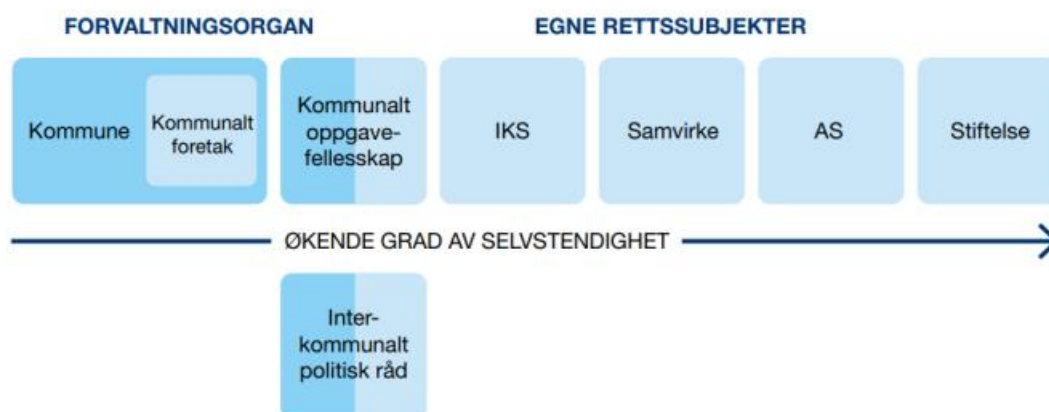 FORVALTNINGSORGAN
EGNE RETTSSUBJEKTER
Kommune
Kommunalt
foretak
Kommunalt
oppgave-
fellesskap
IKS
Samvirke
AS
Stiftelse
ØKENDE GRAD AV SELVSTENDIGHET
Inter-
kommunalt
politisk råd